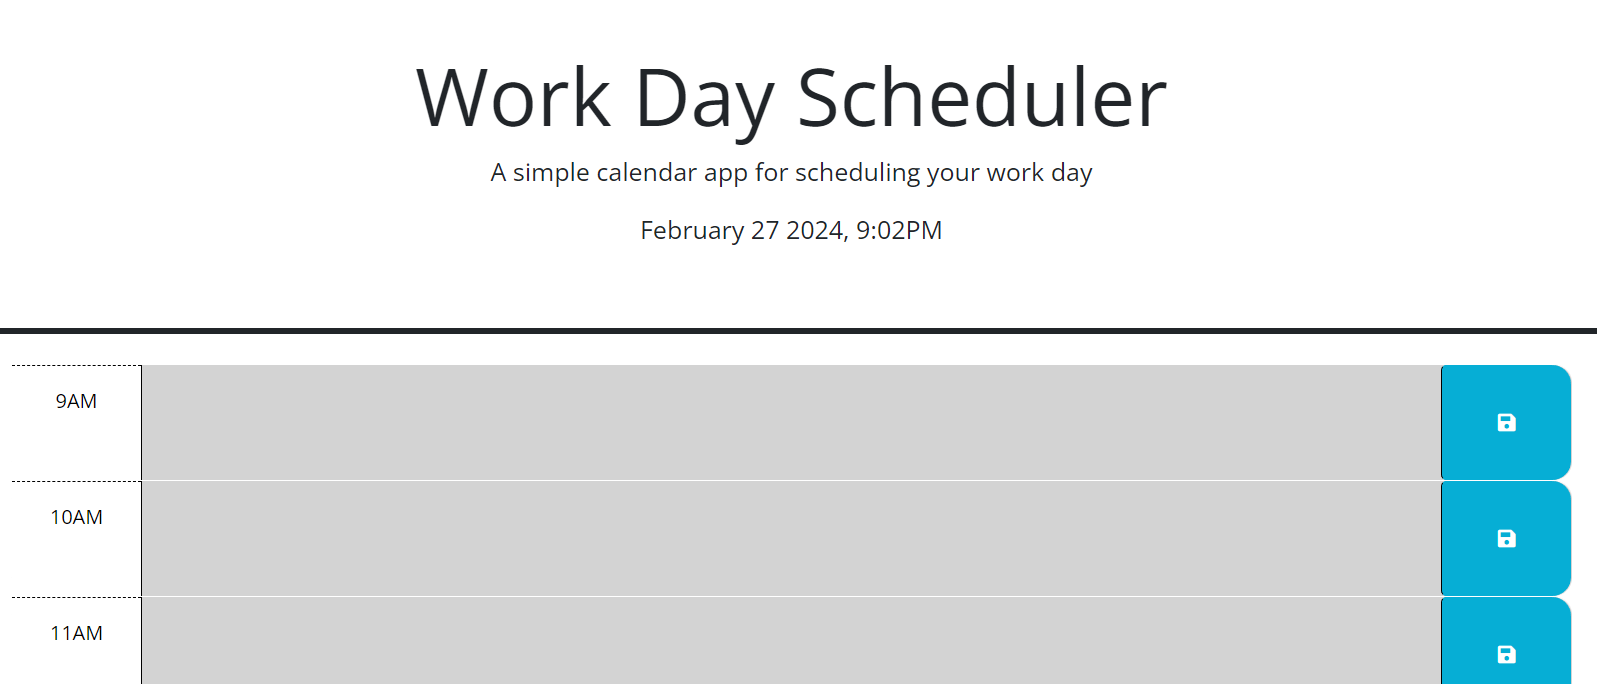 Work Day Scheduler
A simple calendar app for scheduling your work day
February 27 2024, 9:02PM
9AM
10AM
11AM